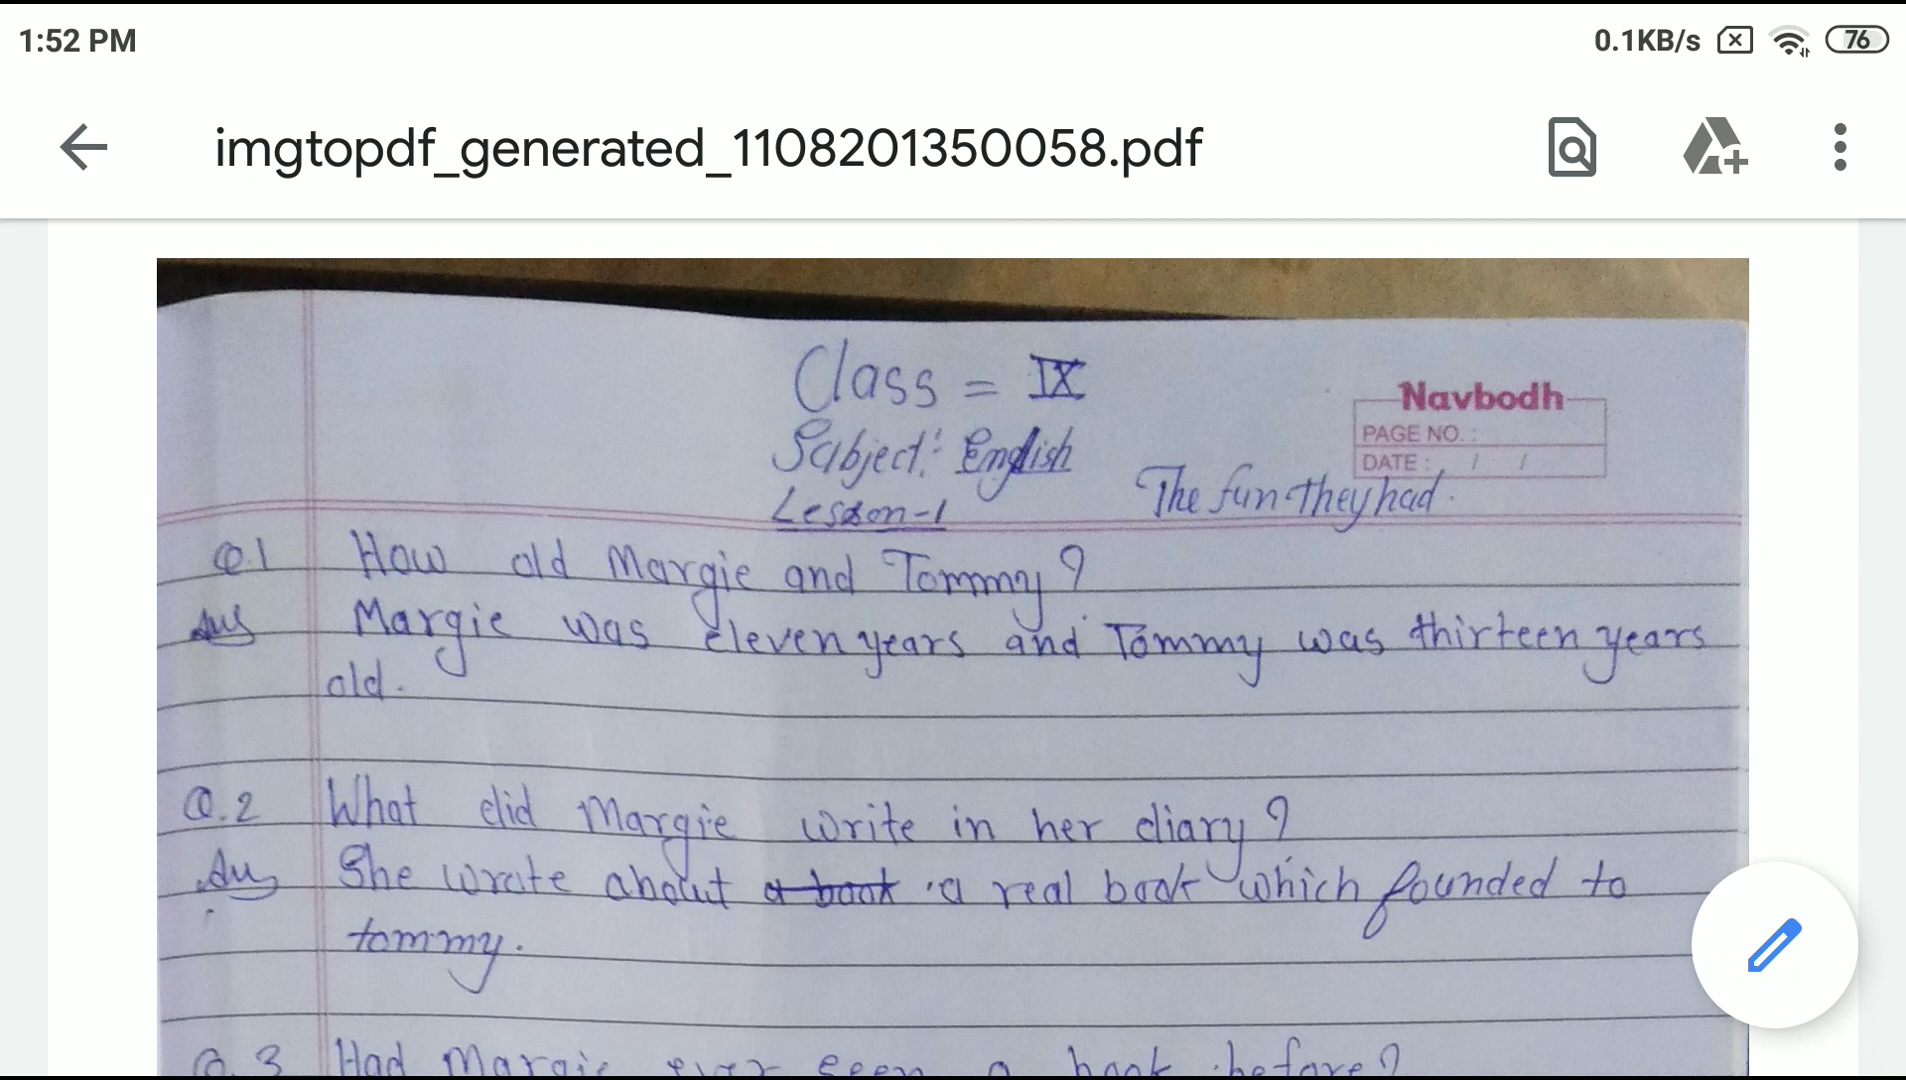 1:52 PM
0.1KB/s
76
imgtopdf_generated_1108201350058.pdf
Class = IX
Navbodh
PAGE NO. :
Subject: English
DATE : / /
Lesson-1 The fun they had.
Q.1 How old Margie and Tommy?
Ans Margie was eleven years and Tommy was thirteen years
old.
Q.2 What did Margie write in her diary?
Ans She wrote about a book a real book which founded to
tommy.
Q.3 Had Margie ever seen a book before?